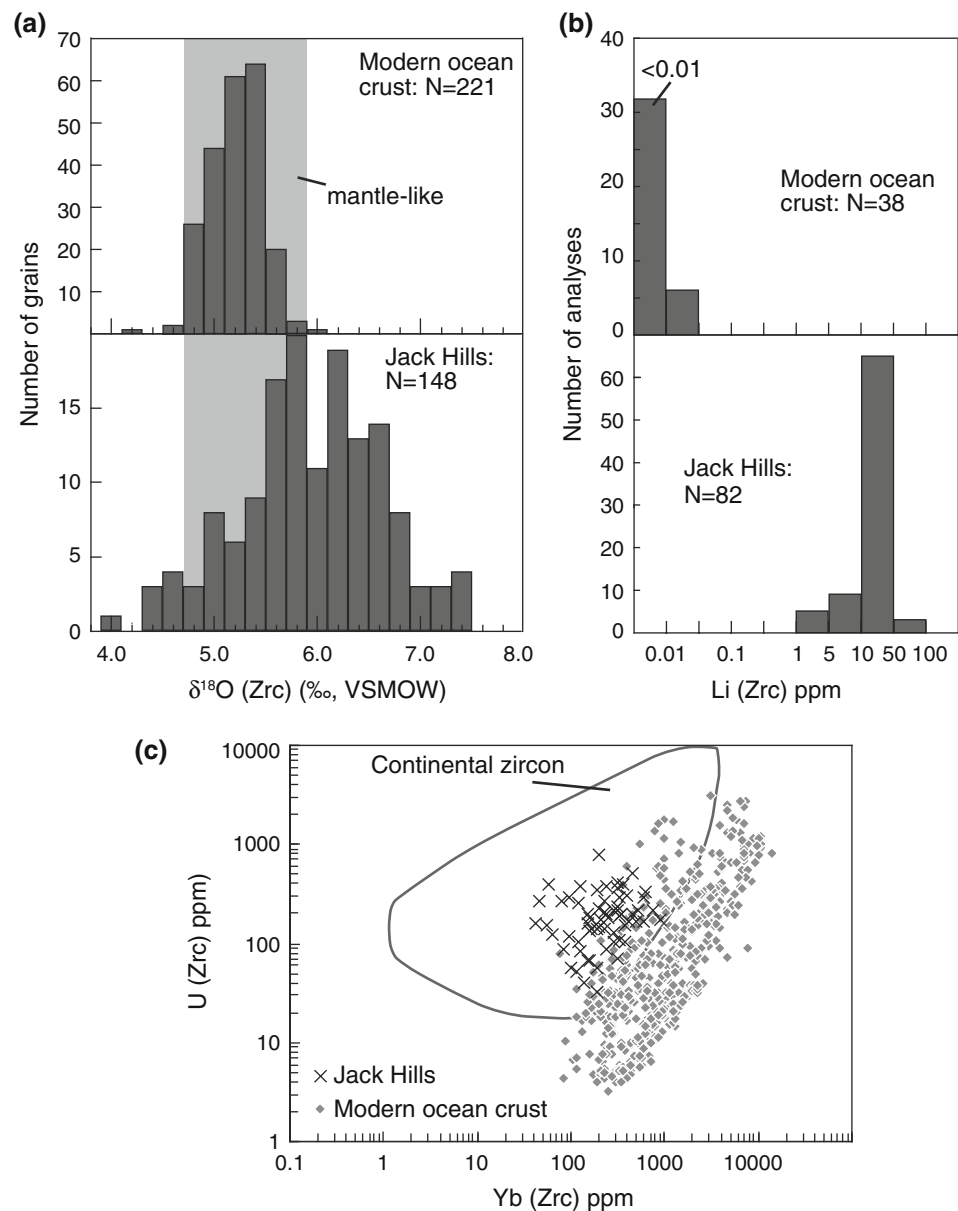 (a)
70
60
50
40
30
20
10
Modern ocean
crust: N=221
mantle-like
Number of grains
Jack Hills:
N=148
15
10
5
0
4.0 5.0 6.0 7.0 8.0
δ¹⁸O (Zrc) (‰, VSMOW)
(b)
40
30
20
10
0
<0.01
Modern ocean
crust: N=38
Number of analyses
60
50
40
30
20
10
0
Jack Hills:
N=82
0.01 0.1 1 5 10 50 100
Li (Zrc) ppm
(c)
10000
1000
100
10
1
U (Zrc) ppm
Continental zircon
Jack Hills
Modern ocean crust
0.1 1 10 100 1000 10000
Yb (Zrc) ppm